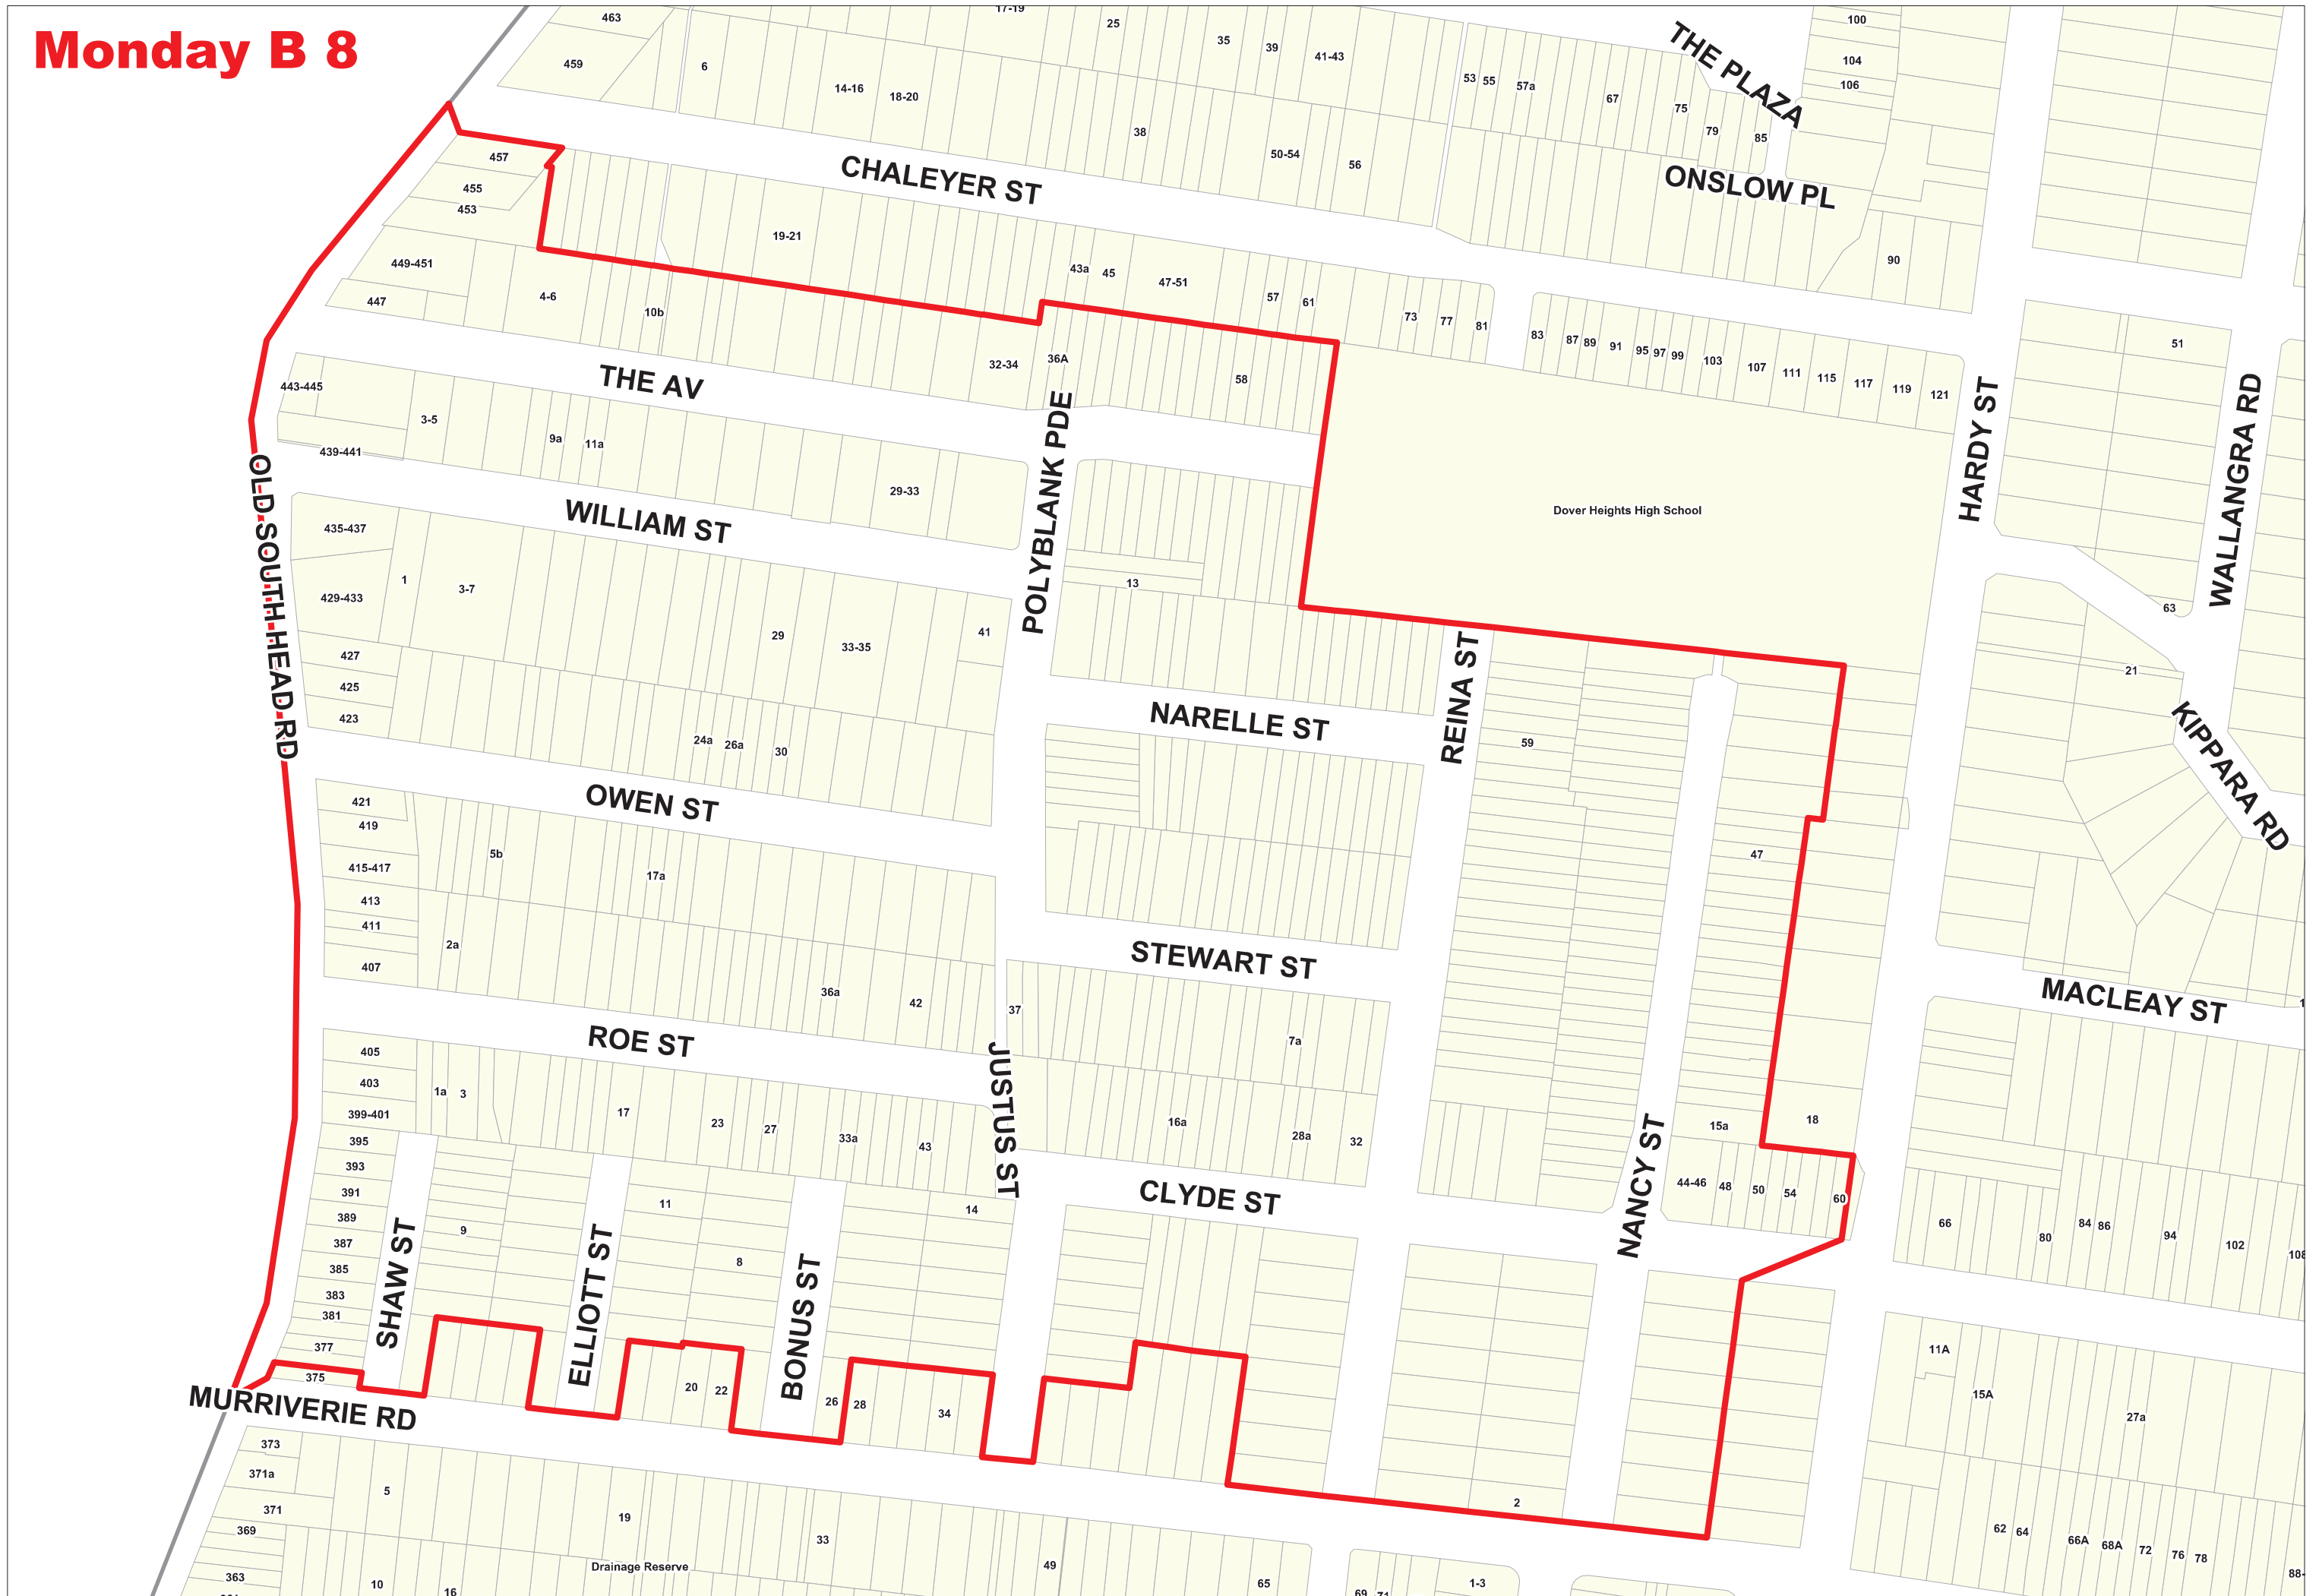 Monday B 8
463
17-19
25
35
39
41-43
100
459
6
14-16
18-20
38
50-54
56
53
55
57a
67
75
79
85
104
106
THE PLAZA
ONSLOW PL
CHALEYER ST
457
455
453
449-451
447
4-6
10b
19-21
43a
45
47-51
57
61
73
77
81
83
87
89
91
95
97
99
103
107
111
115
117
119
121
90
51
32-34
36A
58
THE AV
443-445
439-441
3-5
9a
11a
29-33
POLYBLANK PDE
Dover Heights High School
HARDY ST
WALLANGRA RD
63
21
KIPPARA RD
OLD SOUTH HEAD RD
WILLIAM ST
435-437
429-433
1
3-7
29
33-35
41
13
427
425
423
24a
26a
30
NARELLE ST
REINA ST
59
47
OWEN ST
421
419
415-417
413
411
407
5b
17a
2a
36a
42
STEWART ST
37
7a
MACLEAY ST
1
ROE ST
JUSTUS ST
405
403
399-401
1a
3
17
23
27
33a
43
16a
28a
32
15a
18
395
393
391
389
387
385
383
381
377
375
SHAW ST
9
ELLIOTT ST
11
8
BONUS ST
14
CLYDE ST
NANCY ST
44-46
48
50
54
60
66
80
84
86
94
102
108
20
22
26
28
34
2
11A
15A
27a
MURRIVERIE RD
373
371a
371
369
363
5
10
16
19
Drainage Reserve
33
49
65
69
71
1-3
62
64
66A
68A
72
76
78
88-